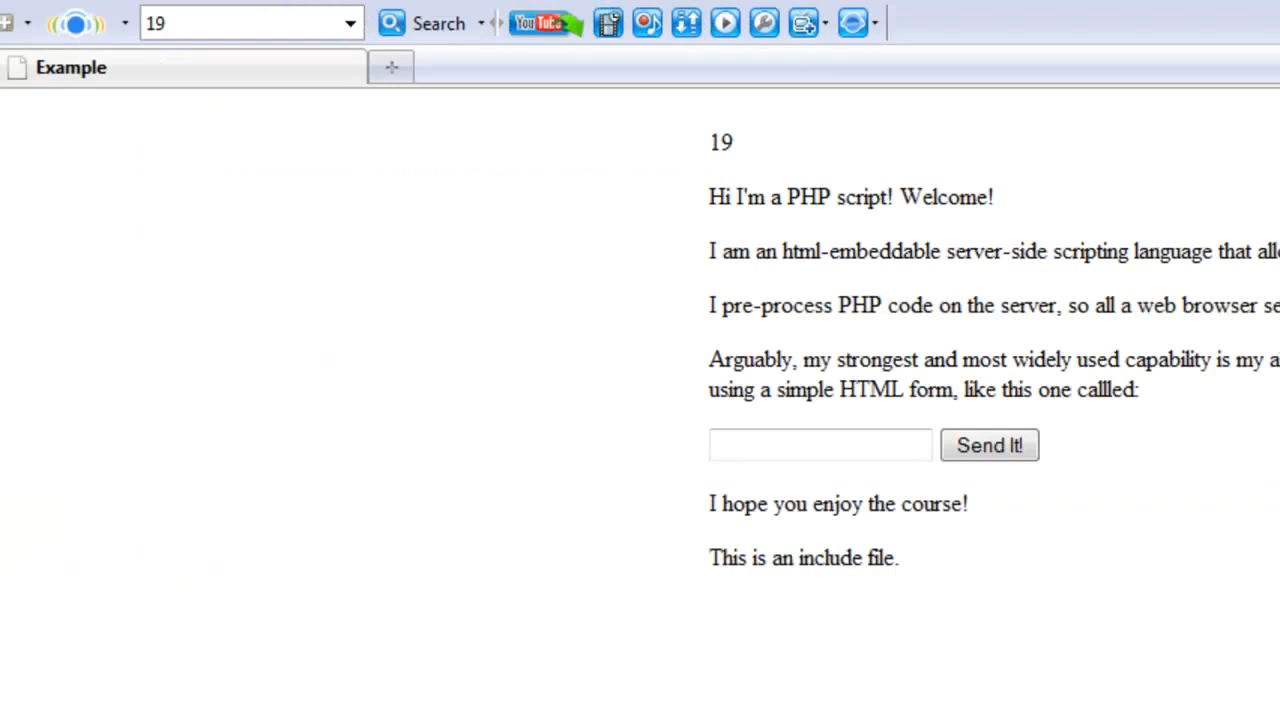 19
Search
YouTube
Example
19
Hi I'm a PHP script! Welcome!
I am an html-embeddable server-side scripting language that
I pre-process PHP code on the server, so all a web browser
Arguably, my strongest and most widely used capability is my
using a simple HTML form, like this one callled:
Send It!
I hope you enjoy the course!
This is an include file.